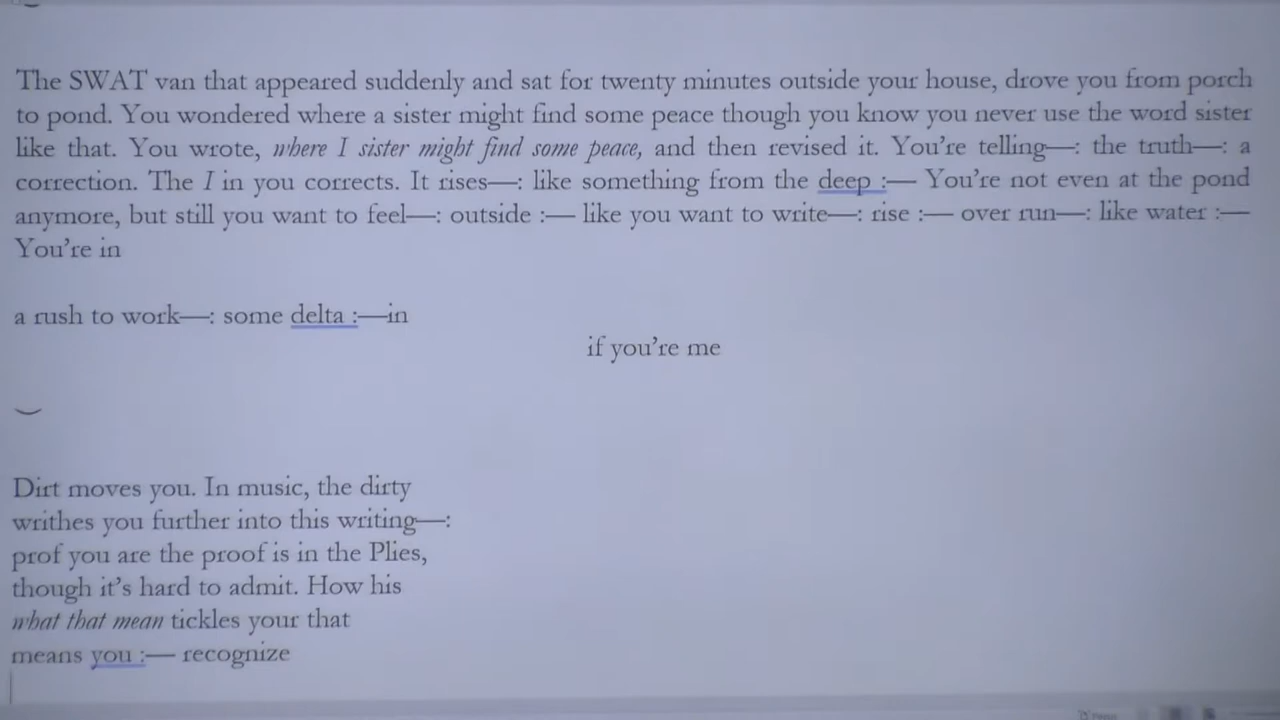 The SWAT van that appeared suddenly and sat for twenty minutes outside your house, drove you from porch
to pond. You wondered where a sister might find some peace though you know you never use the word sister
like that. You wrote, where I sister might find some peace, and then revised it. You're telling—: the truth—: a
correction. The I in you corrects. It rises—: like something from the deep :— You're not even at the pond
anymore, but still you want to feel—: outside :— like you want to write—: rise :— over run—: like water :—
You're in
a rush to work—: some delta :—in
if you're me
Dirt moves you. In music, the dirty
writhes you further into this writing—:
prof you are the proof is in the Plies,
though it's hard to admit. How his
what that mean tickles your that
means you :— recognize